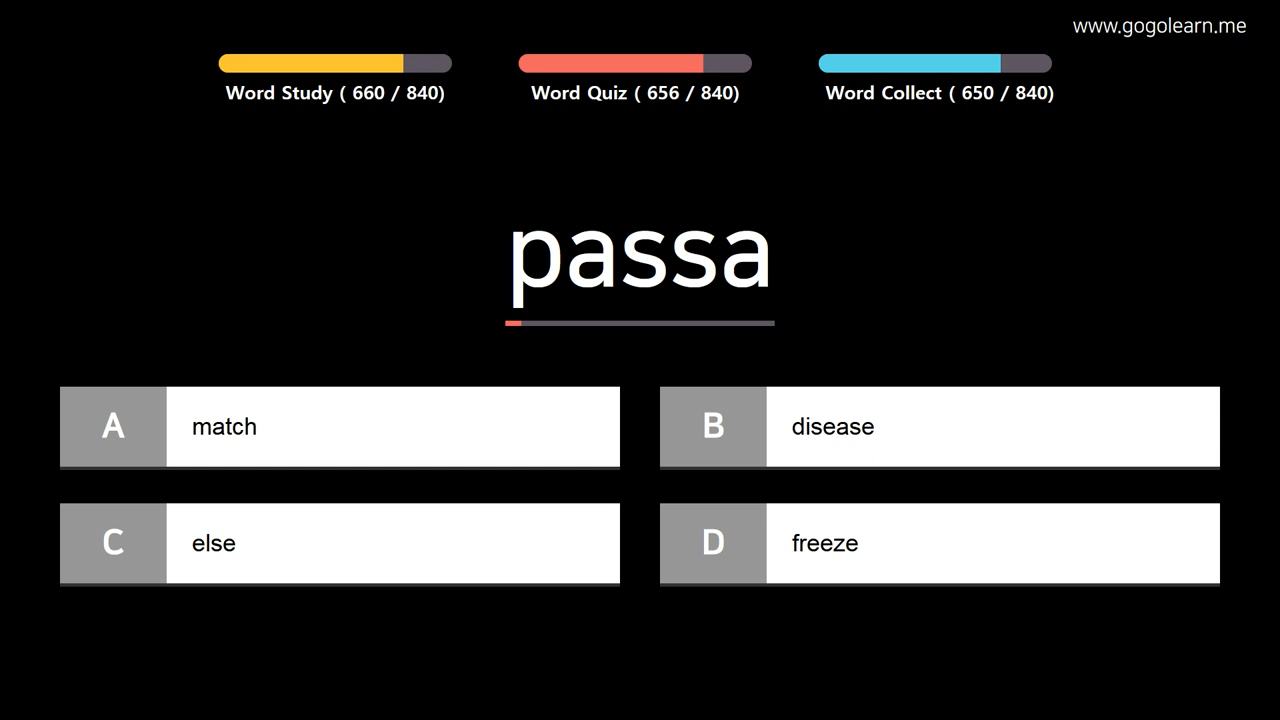 www.gogolearn.me
Word Study ( 660 / 840)
Word Quiz ( 656 / 840)
Word Collect ( 650 / 840)
passa
A match
B disease
C else
D freeze